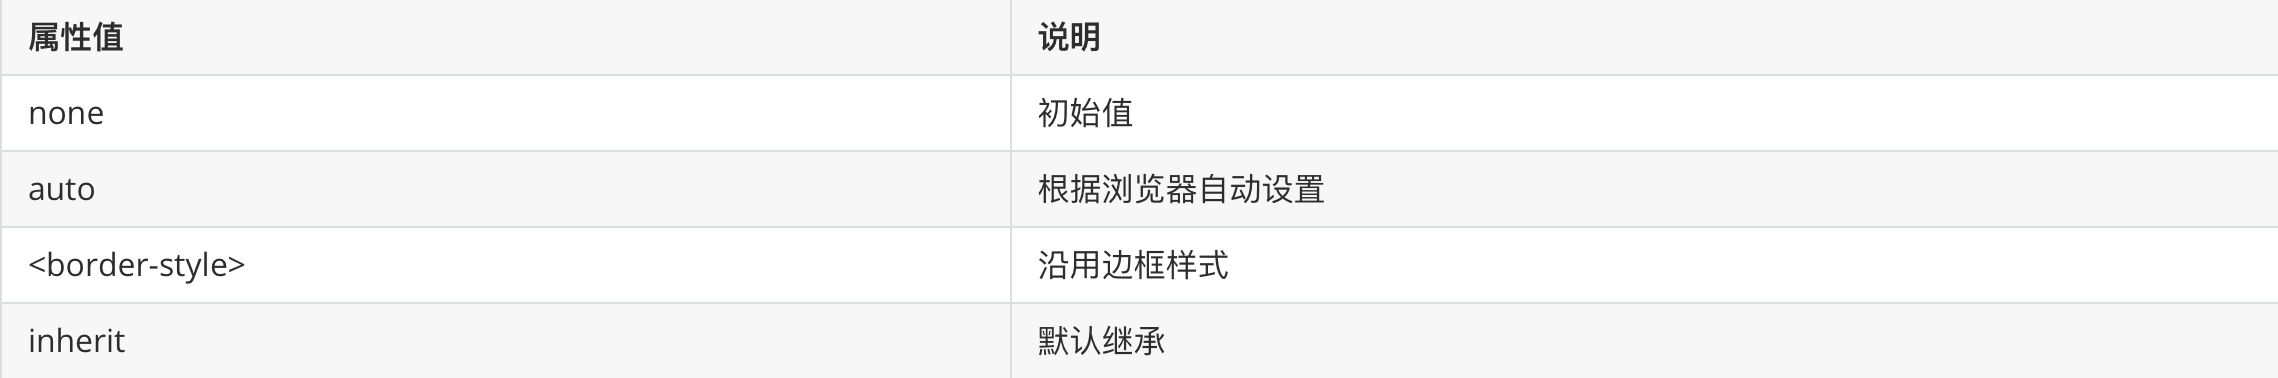 属性值 说明
none 初始值
auto 根据浏览器自动设置
<border-style> 沿用边框样式
inherit 默认继承